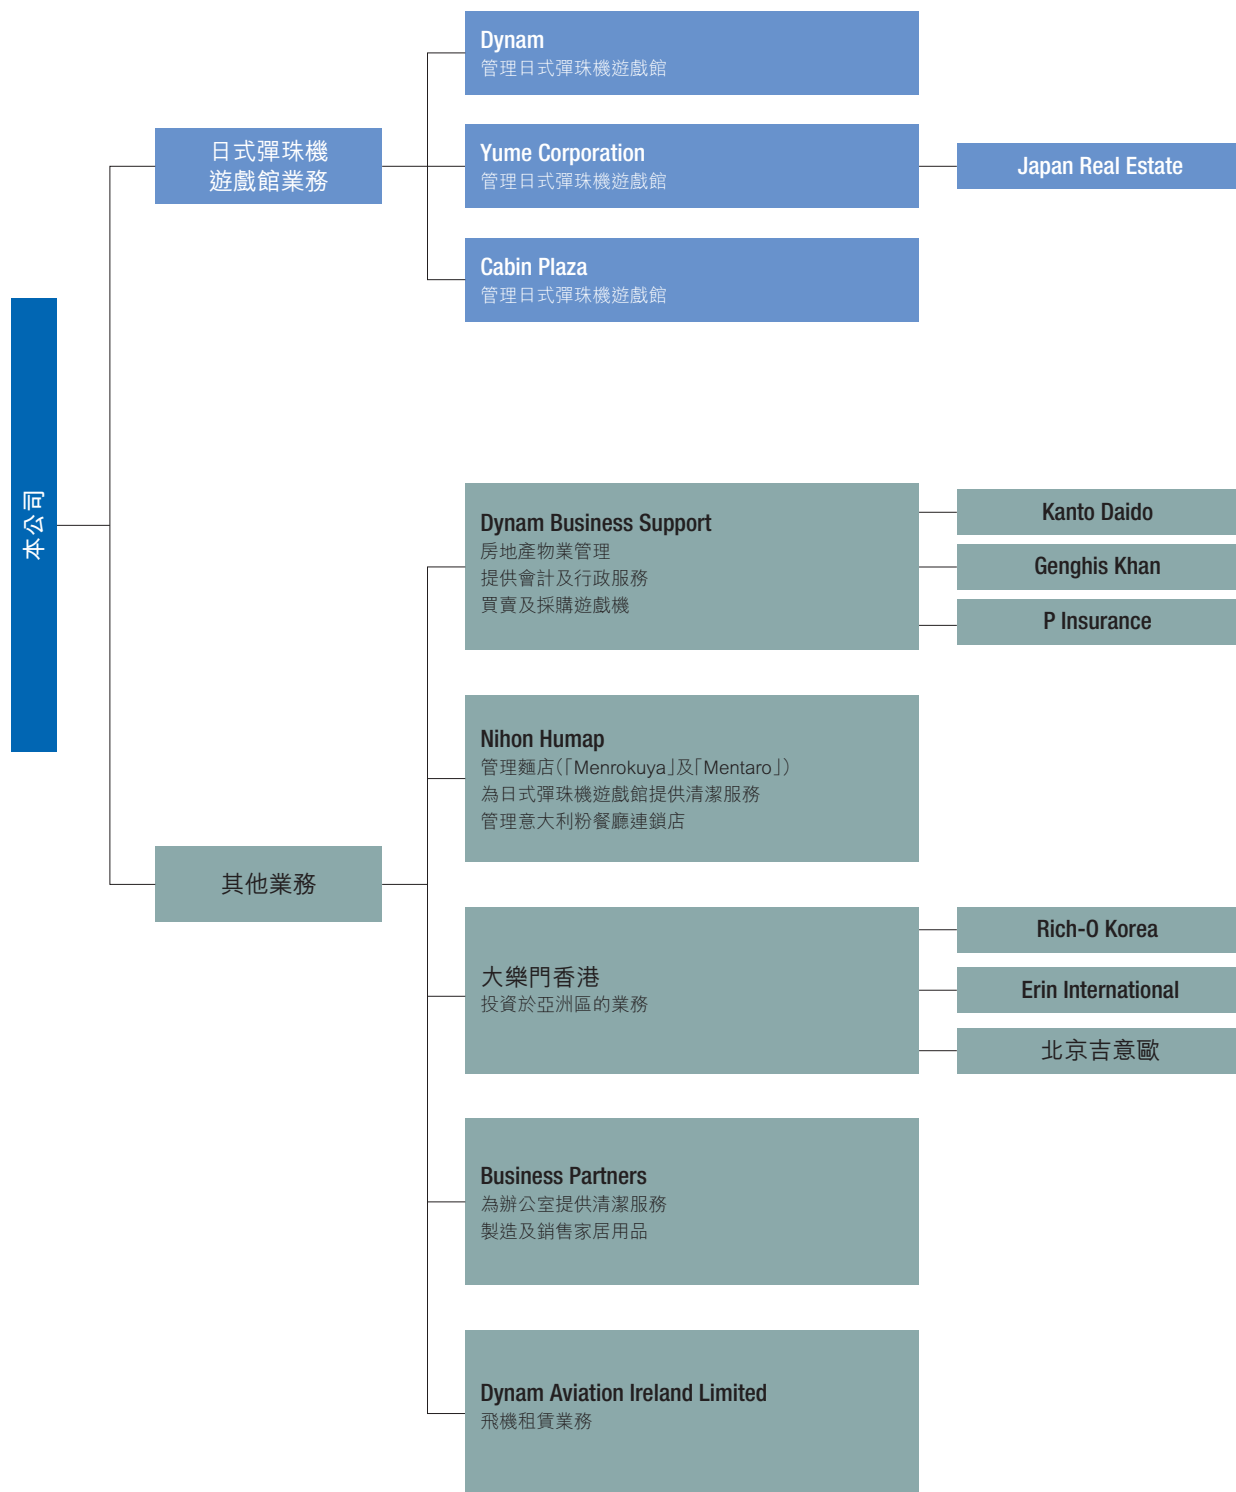 本公司
日式彈珠機
遊戲館業務
Dynam
管理日式彈珠機遊戲館
Yume Corporation
管理日式彈珠機遊戲館
Japan Real Estate
Cabin Plaza
管理日式彈珠機遊戲館
其他業務
Dynam Business Support
房地產物業管理
提供會計及行政服務
買賣及採購遊戲機
Kanto Daido
Genghis Khan
P Insurance
Nihon Humap
管理麵店(「Menrokuya」及「Mentaro」)
為日式彈珠機遊戲館提供清潔服務
管理意大利粉餐廳連鎖店
大樂門香港
投資於亞洲區的業務
Rich-O Korea
Erin International
北京吉意歐
Business Partners
為辦公室提供清潔服務
製造及銷售家居用品
Dynam Aviation Ireland Limited
飛機租賃業務